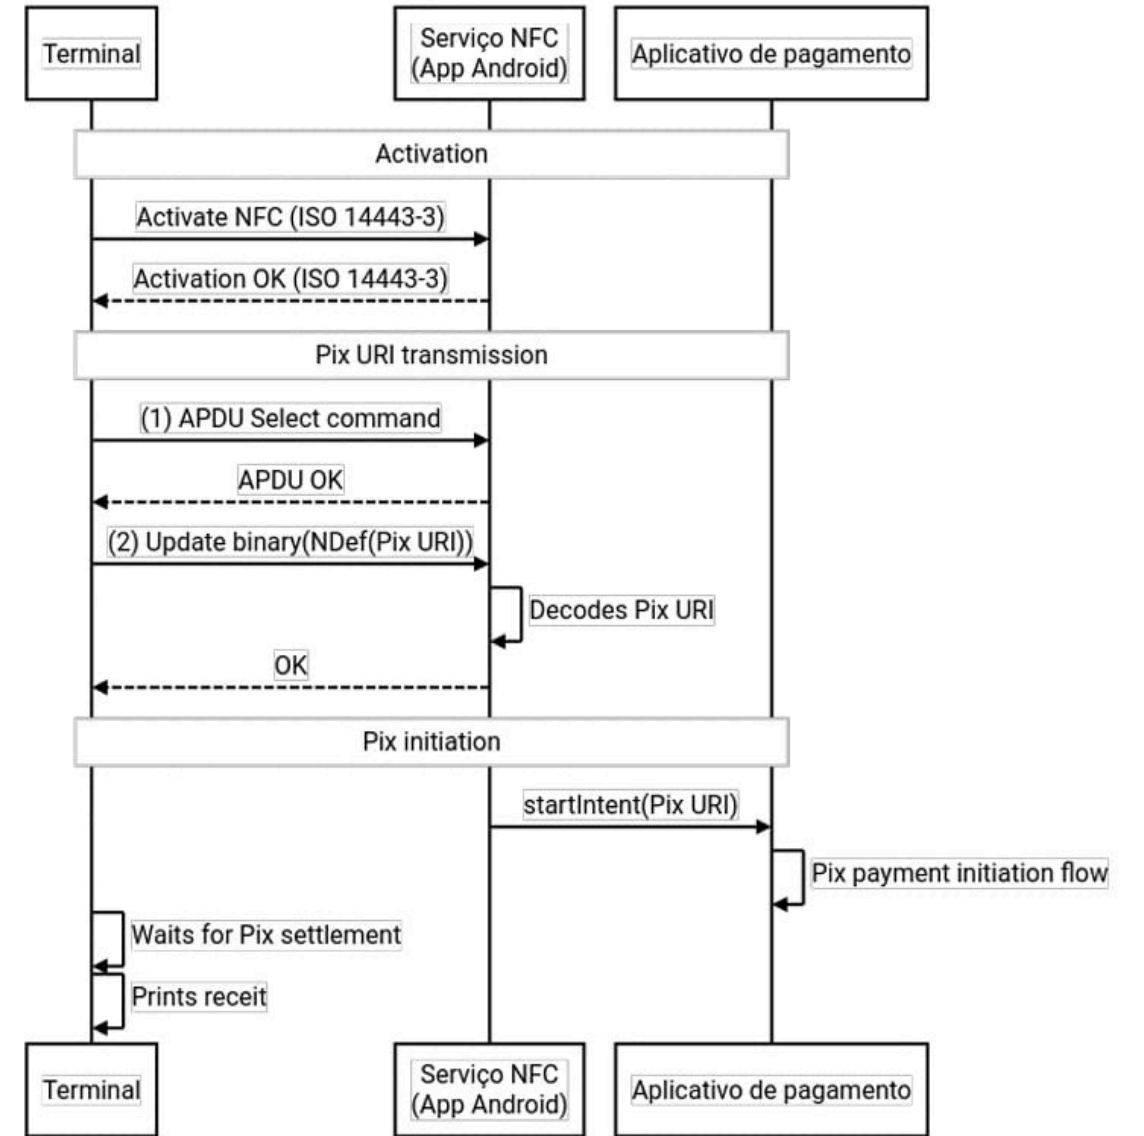 Terminal
Serviço NFC
(App Android)
Aplicativo de pagamento
Activation
Activate NFC (ISO 14443-3)
Activation OK (ISO 14443-3)
Pix URI transmission
(1) APDU Select command
APDU OK
(2) Update binary(NDef(Pix URI))
Decodes Pix URI
OK
Pix initiation
startIntent(Pix URI)
Pix payment initiation flow
Waits for Pix settlement
Prints receit
Terminal
Serviço NFC
(App Android)
Aplicativo de pagamento